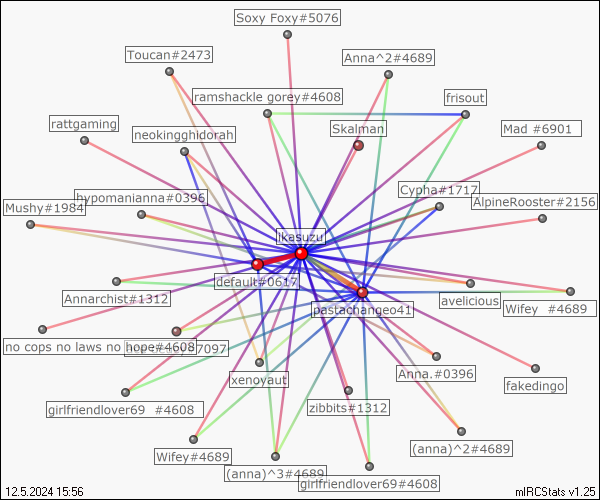 Soxy Foxy#5076
Toucan#2473
Anna^2#4689
ramshackle gorey#4608
frisout
rattgaming
neokingghidorah
Skalman
Mad #6901
Mushy#1984
hypomanianna#0396
Cypha#1717
AlpineRooster#2156
ikasuzu
default#0617
Annarchist#1312
pastachangeo41
avelicious
Wifey  #4689
no cops no laws no hope#4608
7097
xenoyaut
Anna.#0396
fakedingo
girlfriendlover69  #4608
zibbits#1312
Wifey#4689
(anna)^3#4689
(anna)^2#4689
girlfriendlover69#4608
12.5.2024 15:56
mIRCStats v1.25